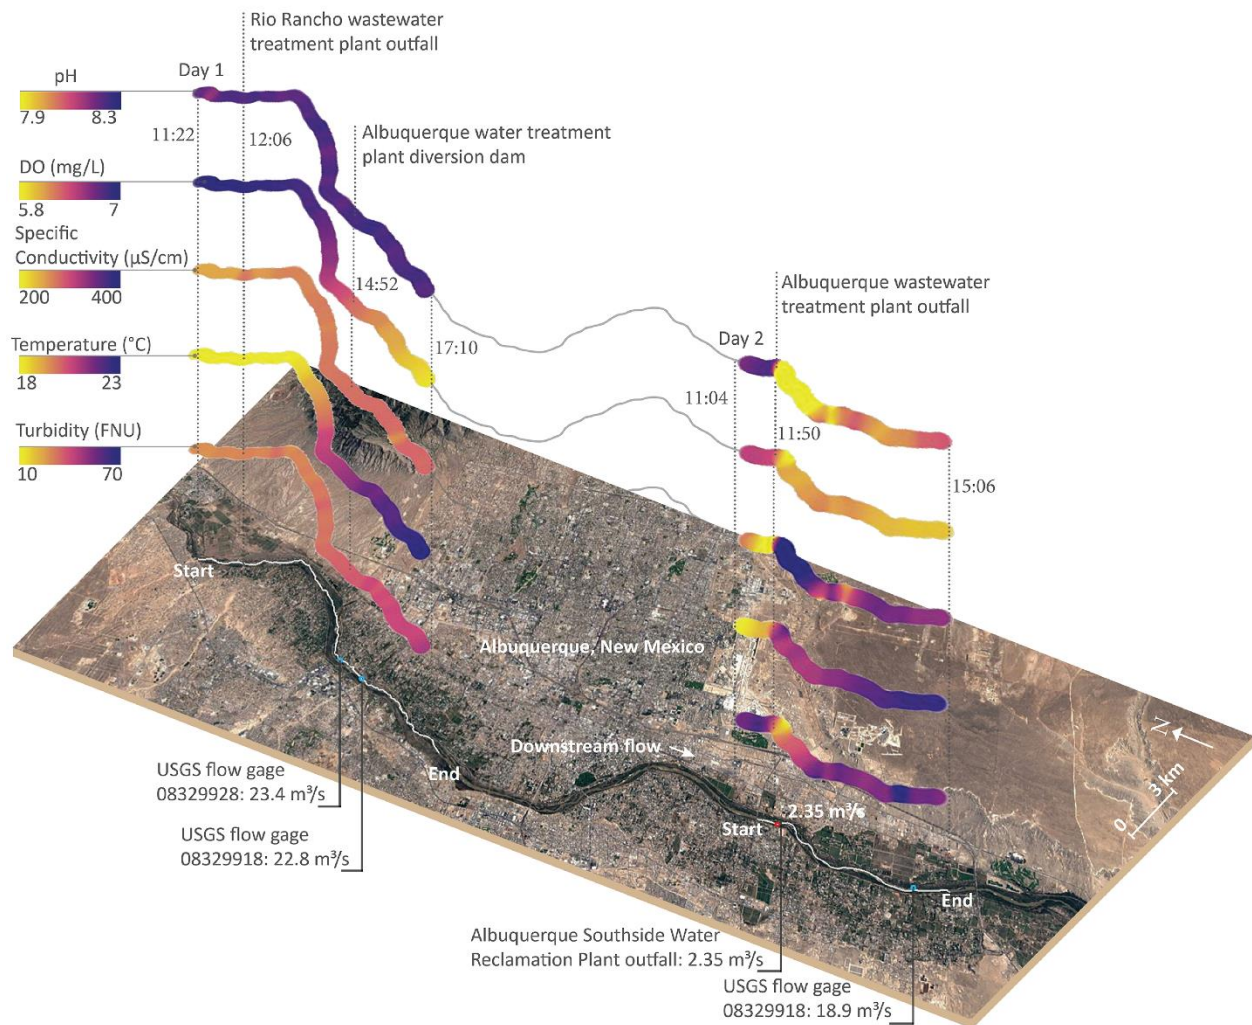 Rio Rancho wastewater
treatment plant outfall
pH
Day 1
7.9 8.3
11:22
12:06
Albuquerque water treatment
plant diversion dam
DO (mg/L)
5.8 7
Specific
Conductivity (µS/cm)
200 400
14:52
Albuquerque wastewater
treatment plant outfall
Temperature (°C)
18 23
17:10
Day 2
11:04
11:50
Turbidity (FNU)
10 70
15:06
Start
Albuquerque, New Mexico
N
Downstream flow
End
USGS flow gage
08329928: 23.4 m³/s
3 km
0
2.35 m³/s
Start
USGS flow gage
08329918: 22.8 m³/s
End
Albuquerque Southside Water
Reclamation Plant outfall: 2.35 m³/s
USGS flow gage
08329918: 18.9 m³/s